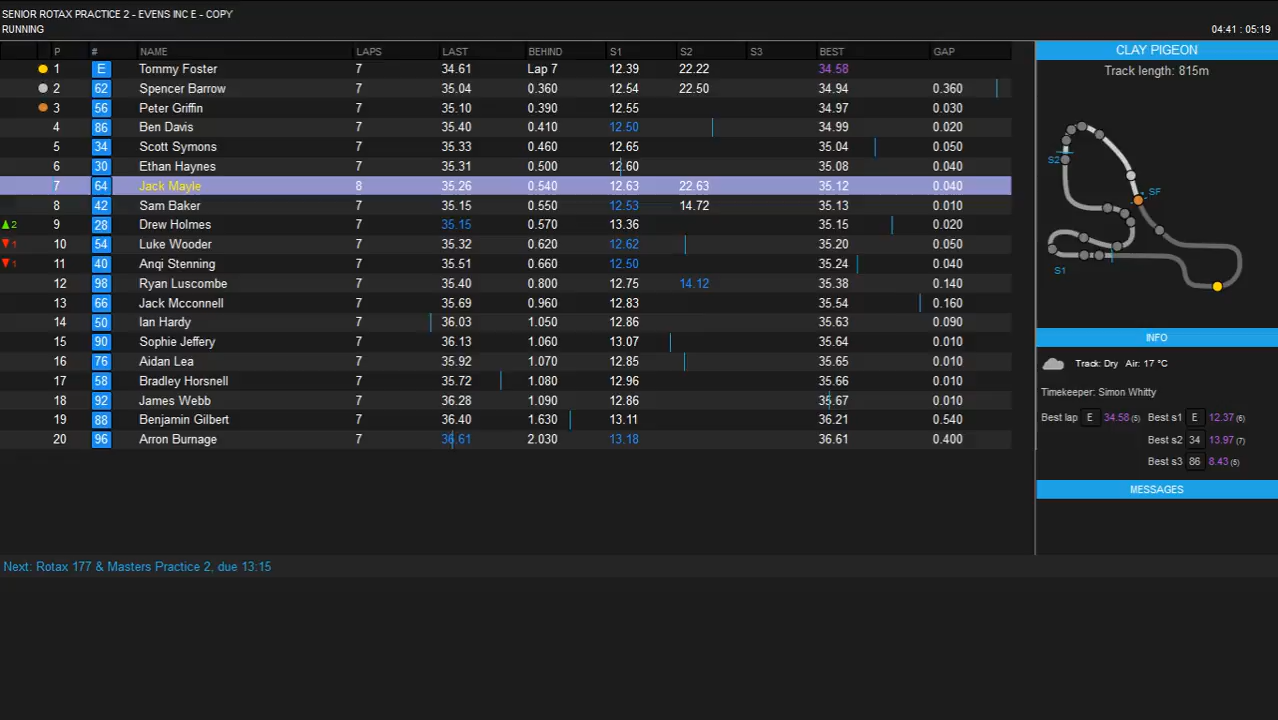 SENIOR ROTAX PRACTICE 2 - EVENS INC E - COPY
RUNNING 04:41 : 05:19
P # NAME LAPS LAST BEHIND S1 S2 S3 BEST GAP
1 E Tommy Foster 7 34.61 Lap 7 12.39 22.22 34.58
2 62 Spencer Barrow 7 35.04 0.360 12.54 22.50 34.94 0.360
3 56 Peter Griffin 7 35.10 0.390 12.55 34.97 0.030
4 86 Ben Davis 7 35.40 0.410 12.50 34.99 0.020
5 34 Scott Symons 7 35.33 0.460 12.65 35.04 0.050
6 30 Ethan Haynes 7 35.31 0.500 12.60 35.08 0.040
7 64 Jack Mayle 8 35.26 0.540 12.63 22.63 35.12 0.040
8 42 Sam Baker 7 35.15 0.550 12.53 14.72 35.13 0.010
2 9 28 Drew Holmes 7 35.15 0.570 13.36 35.15 0.020
1 10 54 Luke Wooder 7 35.32 0.620 12.62 35.20 0.050
1 11 40 Anqi Stenning 7 35.51 0.660 12.50 35.24 0.040
12 98 Ryan Luscombe 7 35.40 0.800 12.75 14.12 35.38 0.140
13 66 Jack Mcconnell 7 35.69 0.960 12.83 35.54 0.160
14 50 Ian Hardy 7 36.03 1.050 12.86 35.63 0.090
15 90 Sophie Jeffery 7 36.13 1.060 13.07 35.64 0.010
16 76 Aidan Lea 7 35.92 1.070 12.85 35.65 0.010
17 58 Bradley Horsnell 7 35.72 1.080 12.96 35.66 0.010
18 92 James Webb 7 36.28 1.090 12.86 35.67 0.010
19 88 Benjamin Gilbert 7 36.40 1.630 13.11 36.21 0.540
20 96 Arron Burnage 7 36.61 2.030 13.18 36.61 0.400
CLAY PIGEON
Track length: 815m
S2
SF
S1
INFO
Track: Dry Air: 17 °C
Timekeeper: Simon Whitty
Best lap E 34.58 (5) Best s1 E 12.37 (6)
Best s2 34 13.97 (7)
Best s3 86 8.43 (5)
MESSAGES
Next: Rotax 177 & Masters Practice 2, due 13:15